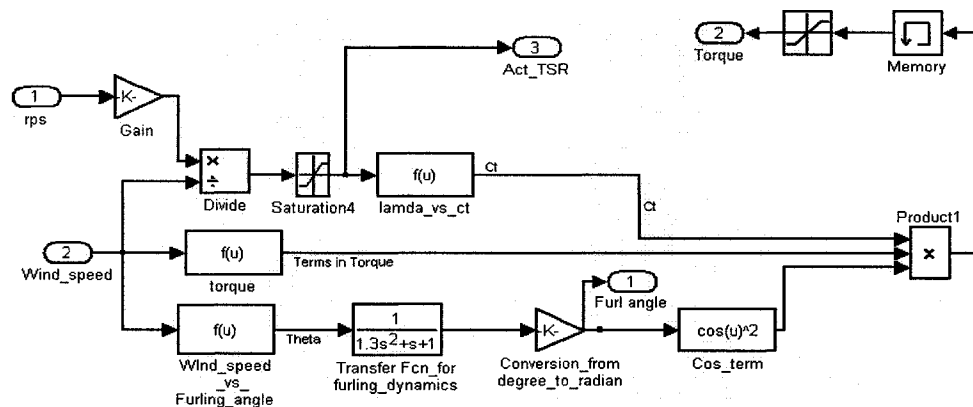 3
Act_TSR
2
Torque
Memory
1
rps
-K-
Gain
×
÷
Divide
Saturation4
f(u)
lamda_vs_ct
Ct
Ct
Product1
×
2
Wind_speed
f(u)
torque
Terms in Torque
1
Furl angle
f(u)
WInd_speed
_vs_
Furling_angle
Theta
1
1.3s²+s+1
Transfer Fcn_for
furling_dynamics
-K-
Conversion_from
degree_to_radian
cos(u)^2
Cos_term